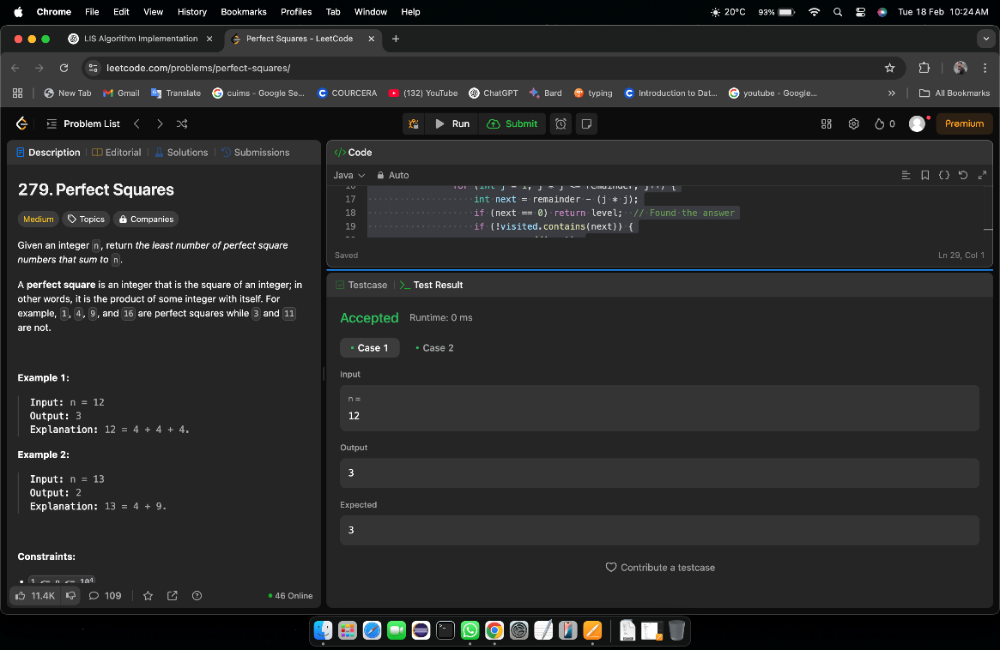 Chrome File Edit View History Bookmarks Profiles Tab Window Help 20°C 93% Tue 18 Feb 10:24 AM
LIS Algorithm Implementation Perfect Squares - LeetCode
leetcode.com/problems/perfect-squares/
New Tab Gmail Translate cuims - Google Se... COURCERA (132) YouTube ChatGPT Bard typing Introduction to Dat... youtube - Google... » All Bookmarks
Problem List Run Submit 0 Premium
Description Editorial Solutions Submissions
279. Perfect Squares
Medium Topics Companies
Given an integer n, return the least number of perfect square
numbers that sum to n.
A perfect square is an integer that is the square of an integer; in
other words, it is the product of some integer with itself. For
example, 1, 4, 9, and 16 are perfect squares while 3 and 11
are not.
Example 1:
Input: n = 12
Output: 3
Explanation: 12 = 4 + 4 + 4.
Example 2:
Input: n = 13
Output: 2
Explanation: 13 = 4 + 9.
Constraints:
1 <= n <= 10⁴
11.4K 109 46 Online
</> Code
Java Auto
for (int j = 1; j * j <= remainder; j++) {
17 int next = remainder - (j * j);
18 if (next == 0) return level; // Found the answer
19 if (!visited.contains(next)) {
Saved Ln 29, Col 1
Testcase >_ Test Result
Accepted Runtime: 0 ms
• Case 1 • Case 2
Input
n =
12
Output
3
Expected
3
Contribute a testcase